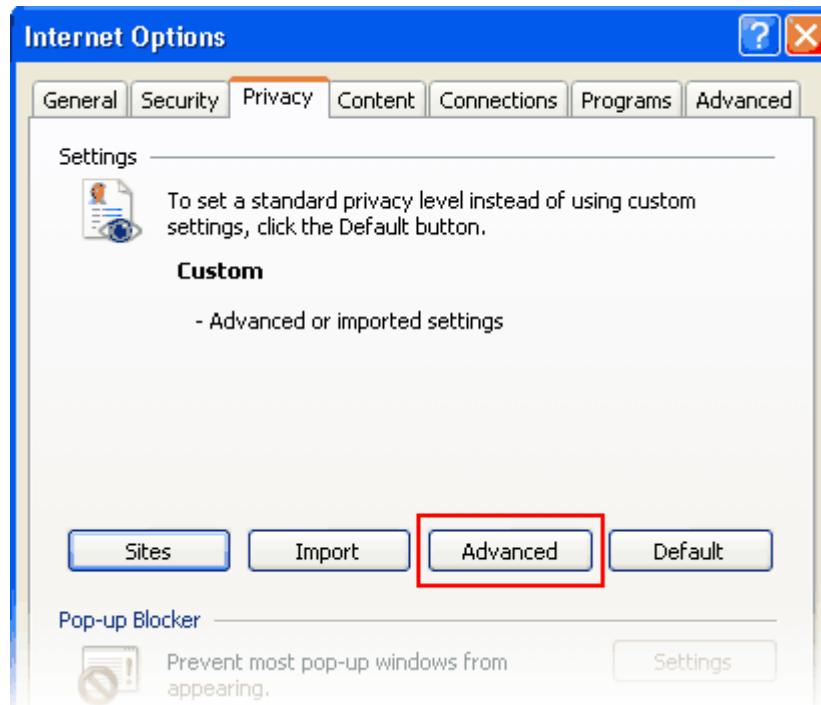 Internet Options
General Security Privacy Content Connections Programs Advanced
Settings
To set a standard privacy level instead of using custom
settings, click the Default button.
Custom
- Advanced or imported settings
Sites Import Advanced Default
Pop-up Blocker
Prevent most pop-up windows from
appearing.
Settings